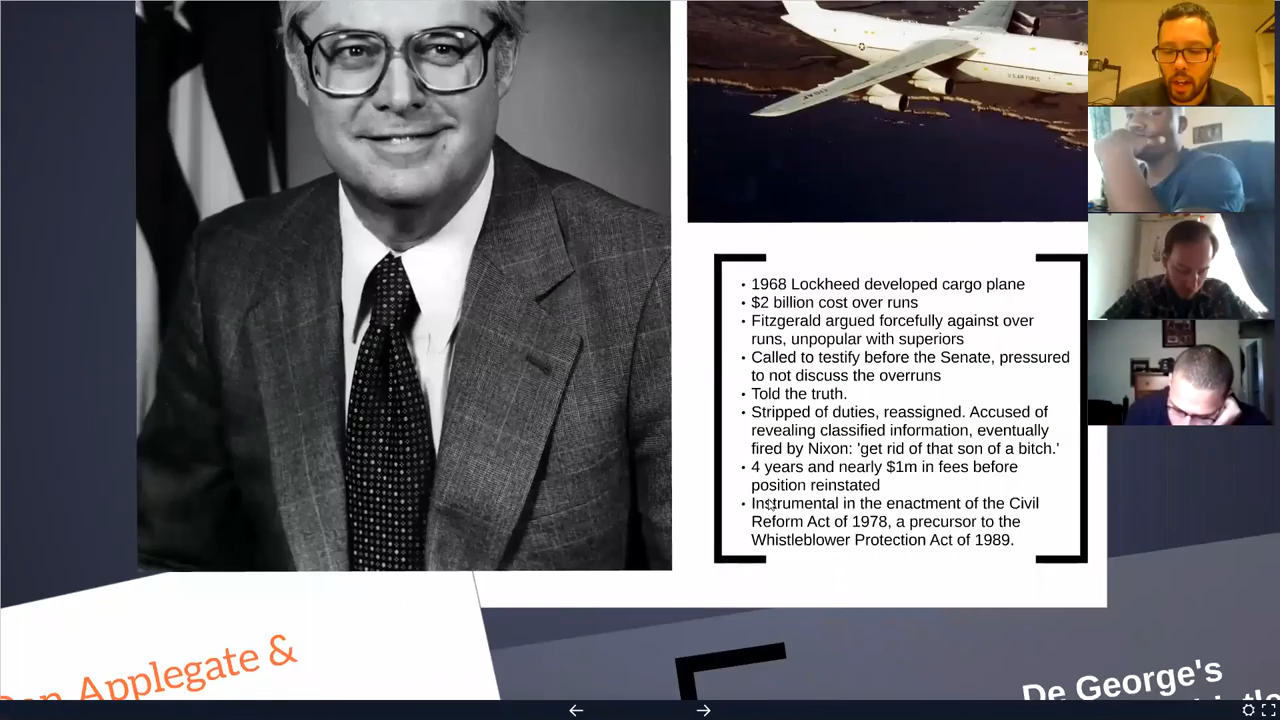 U.S. AIR FORCE
USAF
1968 Lockheed developed cargo plane
$2 billion cost over runs
Fitzgerald argued forcefully against over
runs, unpopular with superiors
Called to testify before the Senate, pressured
to not discuss the overruns
Told the truth.
Stripped of duties, reassigned. Accused of
revealing classified information, eventually
fired by Nixon: 'get rid of that son of a bitch.'
4 years and nearly $1m in fees before
position reinstated
Instrumental in the enactment of the Civil
Reform Act of 1978, a precursor to the
Whistleblower Protection Act of 1989.
Applegate &
De George's